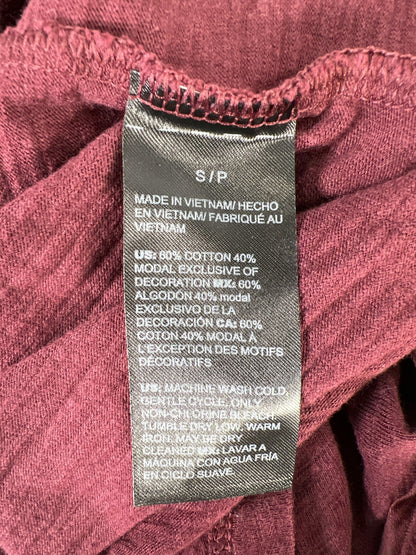 S/P
MADE IN VIETNAM/ HECHO
EN VIETNAM/ FABRIQUÉ AU
VIETNAM
US: 60% COTTON 40%
MODAL EXCLUSIVE OF
DECORATION MX: 60%
ALGODÓN 40% modal
EXCLUSIVO DE LA
DECORACIÓN CA: 60%
COTON 40% MODAL À
L'EXCEPTION DES MOTIFS
DÉCORATIFS
US: MACHINE WASH COLD,
GENTLE CYCLE. ONLY
NON-CHLORINE BLEACH.
TUMBLE DRY LOW. WARM
IRON. MAY BE DRY
CLEANED MX: LAVAR A
MÁQUINA CON AGUA FRÍA
EN CICLO SUAVE.